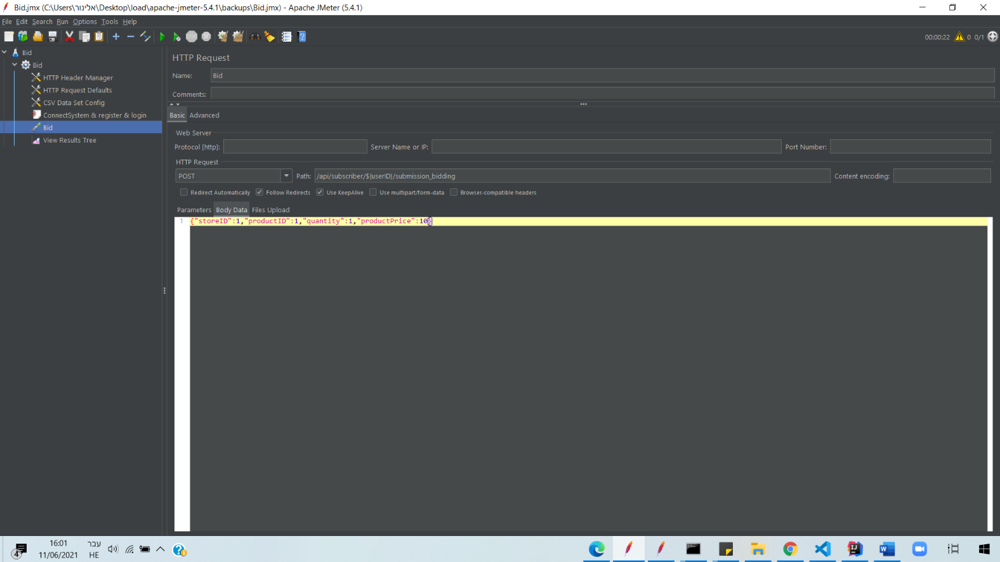 Bid.jmx (C:\Users\אלינור\Desktop\load\apache-jmeter-5.4.1\backups\Bid.jmx) - Apache JMeter (5.4.1)
File Edit Search Run Options Tools Help
00:00:22 0 0/1
Bid
Bid
HTTP Header Manager
HTTP Request Defaults
CSV Data Set Config
ConnectSystem & register & login
Bid
View Results Tree
HTTP Request
Name: Bid
Comments:
Basic Advanced
Web Server
Protocol [http]: Server Name or IP: Port Number:
HTTP Request
POST Path: /api/subscriber/${userID}/submission_bidding Content encoding:
Redirect Automatically Follow Redirects Use KeepAlive Use multipart/form-data Browser-compatible headers
Parameters Body Data Files Upload
1 {"storeID":1,"productID":1,"quantity":1,"productPrice":10}
4 16:01 עבר
11/06/2021 HE